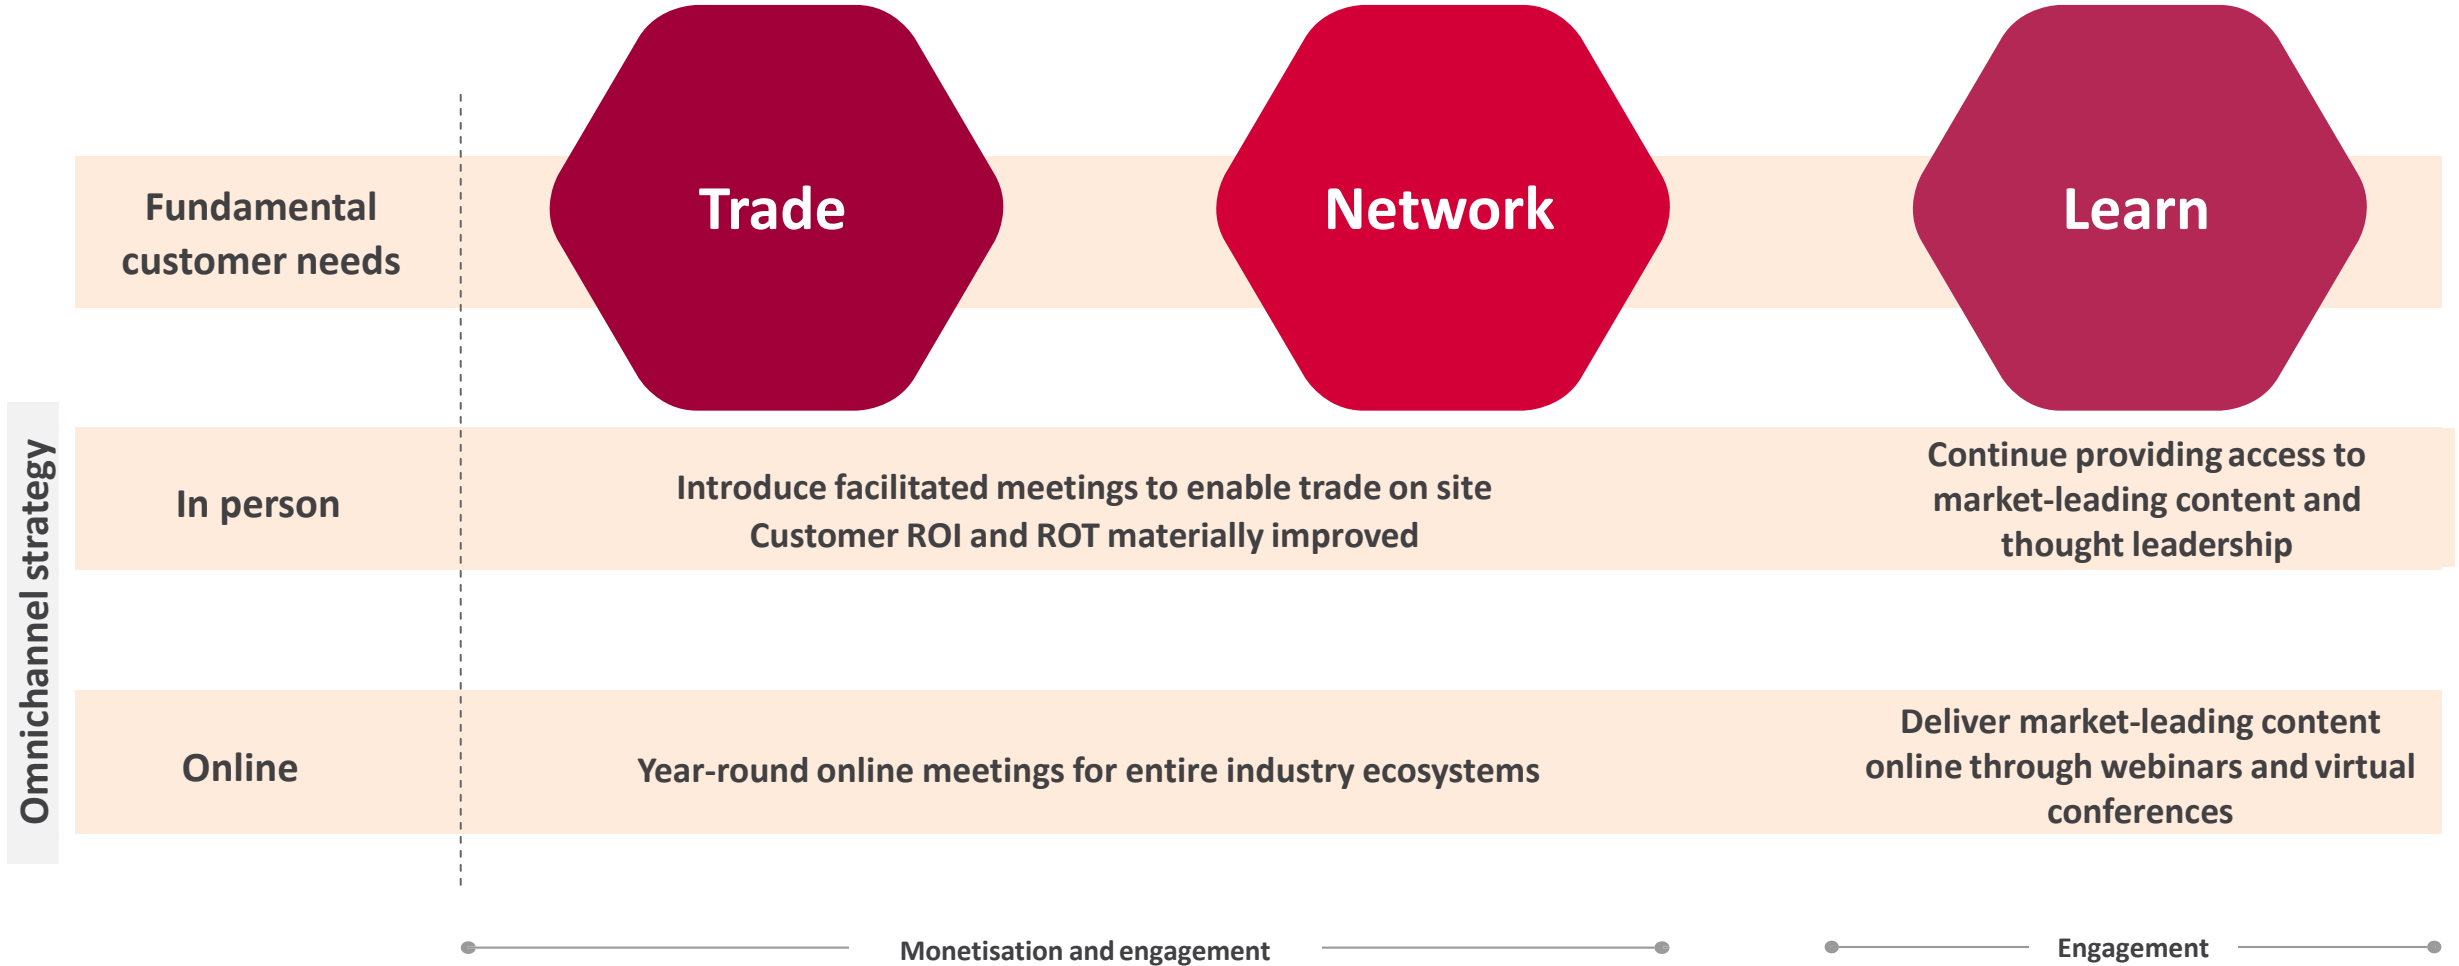 Trade
Network
Learn
Fundamental
customer needs
Omnichannel strategy
In person
Introduce facilitated meetings to enable trade on site
Customer ROI and ROT materially improved
Continue providing access to
market-leading content and
thought leadership
Online
Year-round online meetings for entire industry ecosystems
Deliver market-leading content
online through webinars and virtual
conferences
Monetisation and engagement
Engagement